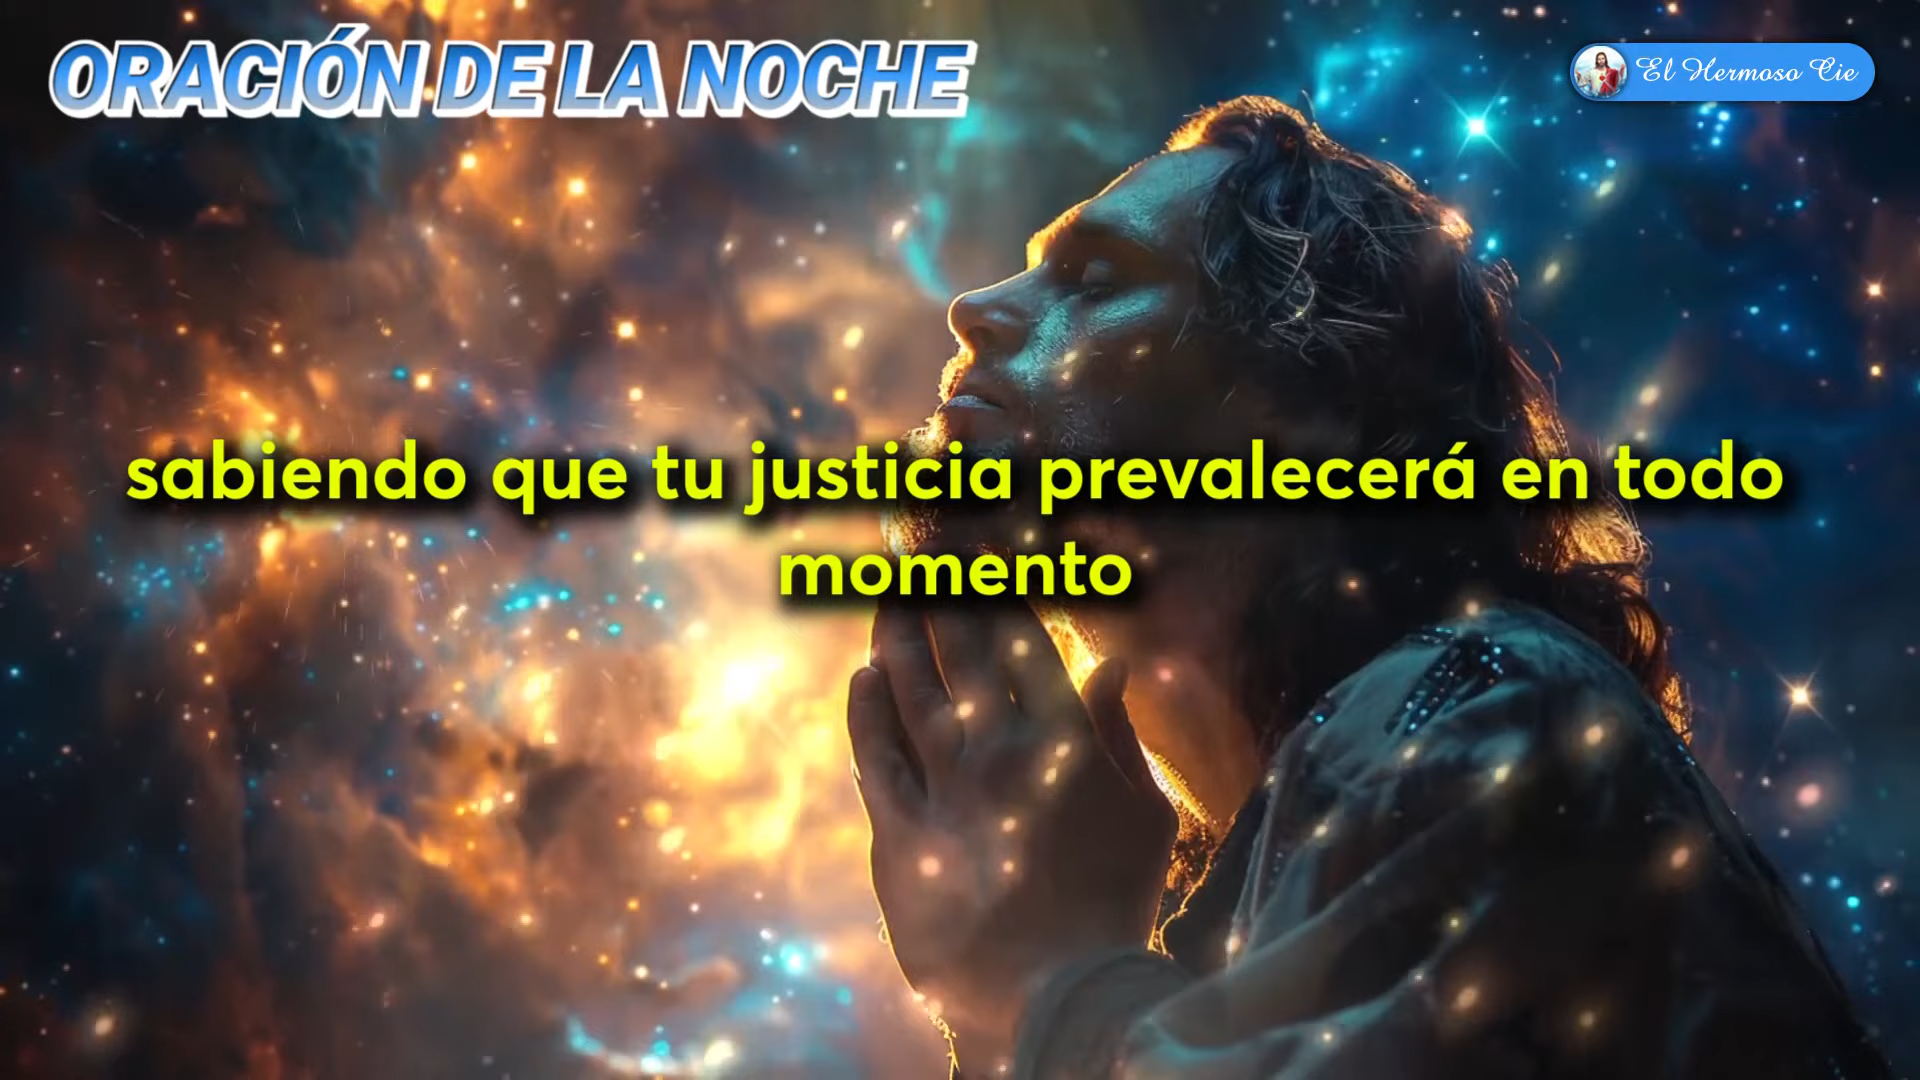 ORACIÓN DE LA NOCHE
El Hermoso Cie
sabiendo que tu justicia prevalecerá en todo
momento